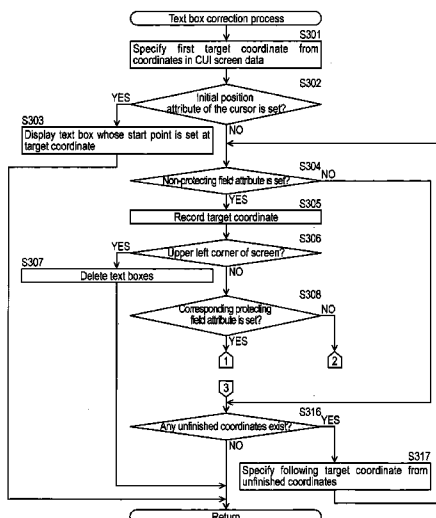 Text box correction process
S301
Specify first target coordinate from
coordinates in CUI screen data
S302
Initial position
attribute of the cursor is set?
YES
NO
S303
Display text box whose start point is set at
target coordinate
S304
Non-protecting field attribute is set?
NO
YES
S305
Record target coordinate
S306
Upper left corner of screen?
YES
NO
S307
Delete text boxes
S308
Corresponding protecting
field attribute is set?
NO
YES
1
2
3
S316
Any unfinished coordinates exist?
YES
NO
S317
Specify following target coordinate from
unfinished coordinates
Return